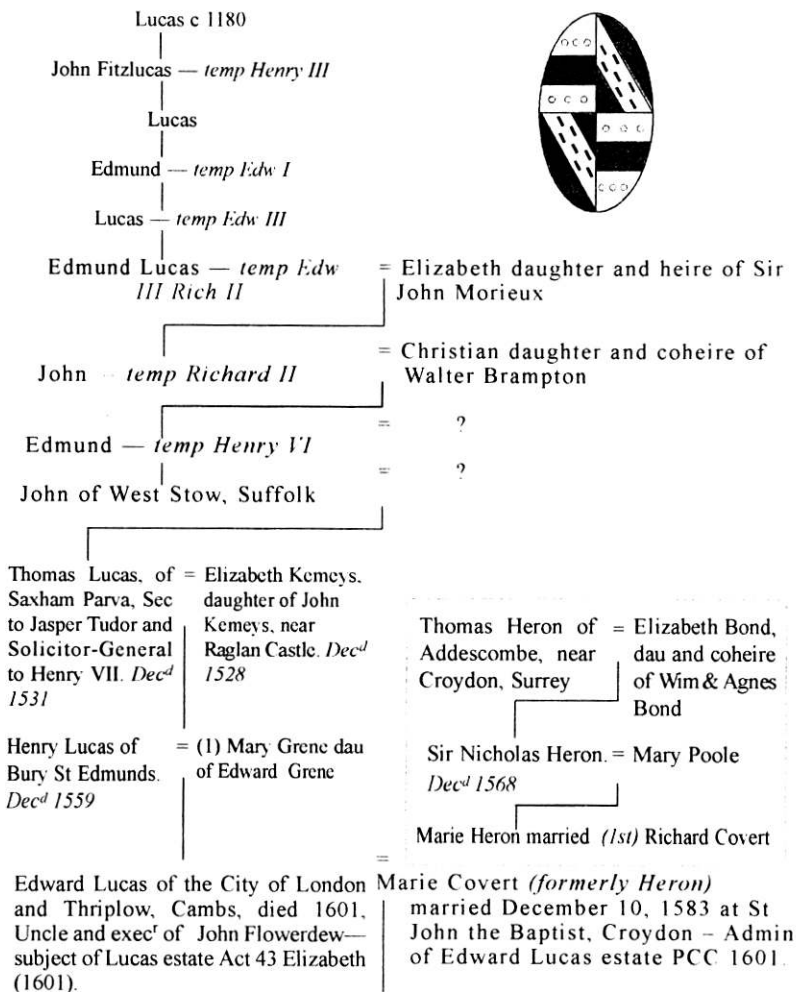 Lucas c 1180
John Fitzlucas — temp Henry III
Lucas
Edmund — temp Edw I
Lucas — temp Edw III
Edmund Lucas — temp Edw
III Rich II
= Elizabeth daughter and heire of Sir
John Morieux
John - temp Richard II
= Christian daughter and coheire of
Walter Brampton
Edmund — temp Henry VI
= ?
John of West Stow, Suffolk
= ?
Thomas Lucas, of
Saxham Parva, Sec
to Jasper Tudor and
Solicitor-General
to Henry VII. Decd
1531
= Elizabeth Kemeys,
daughter of John
Kemeys, near
Raglan Castle. Decd
1528
Thomas Heron of
Addescombe, near
Croydon, Surrey
= Elizabeth Bond,
dau and coheire
of Wim & Agnes
Bond
Henry Lucas of
Bury St Edmunds.
Decd 1559
= (1) Mary Grene dau
of Edward Grene
Sir Nicholas Heron. = Mary Poole
Decd 1568
Marie Heron married (1st) Richard Covert
=
Edward Lucas of the City of London
and Thriplow, Cambs, died 1601,
Uncle and execr of John Flowerdew—
subject of Lucas estate Act 43 Elizabeth
(1601).
Marie Covert (formerly Heron)
married December 10, 1583 at St
John the Baptist, Croydon – Admin
of Edward Lucas estate PCC 1601.